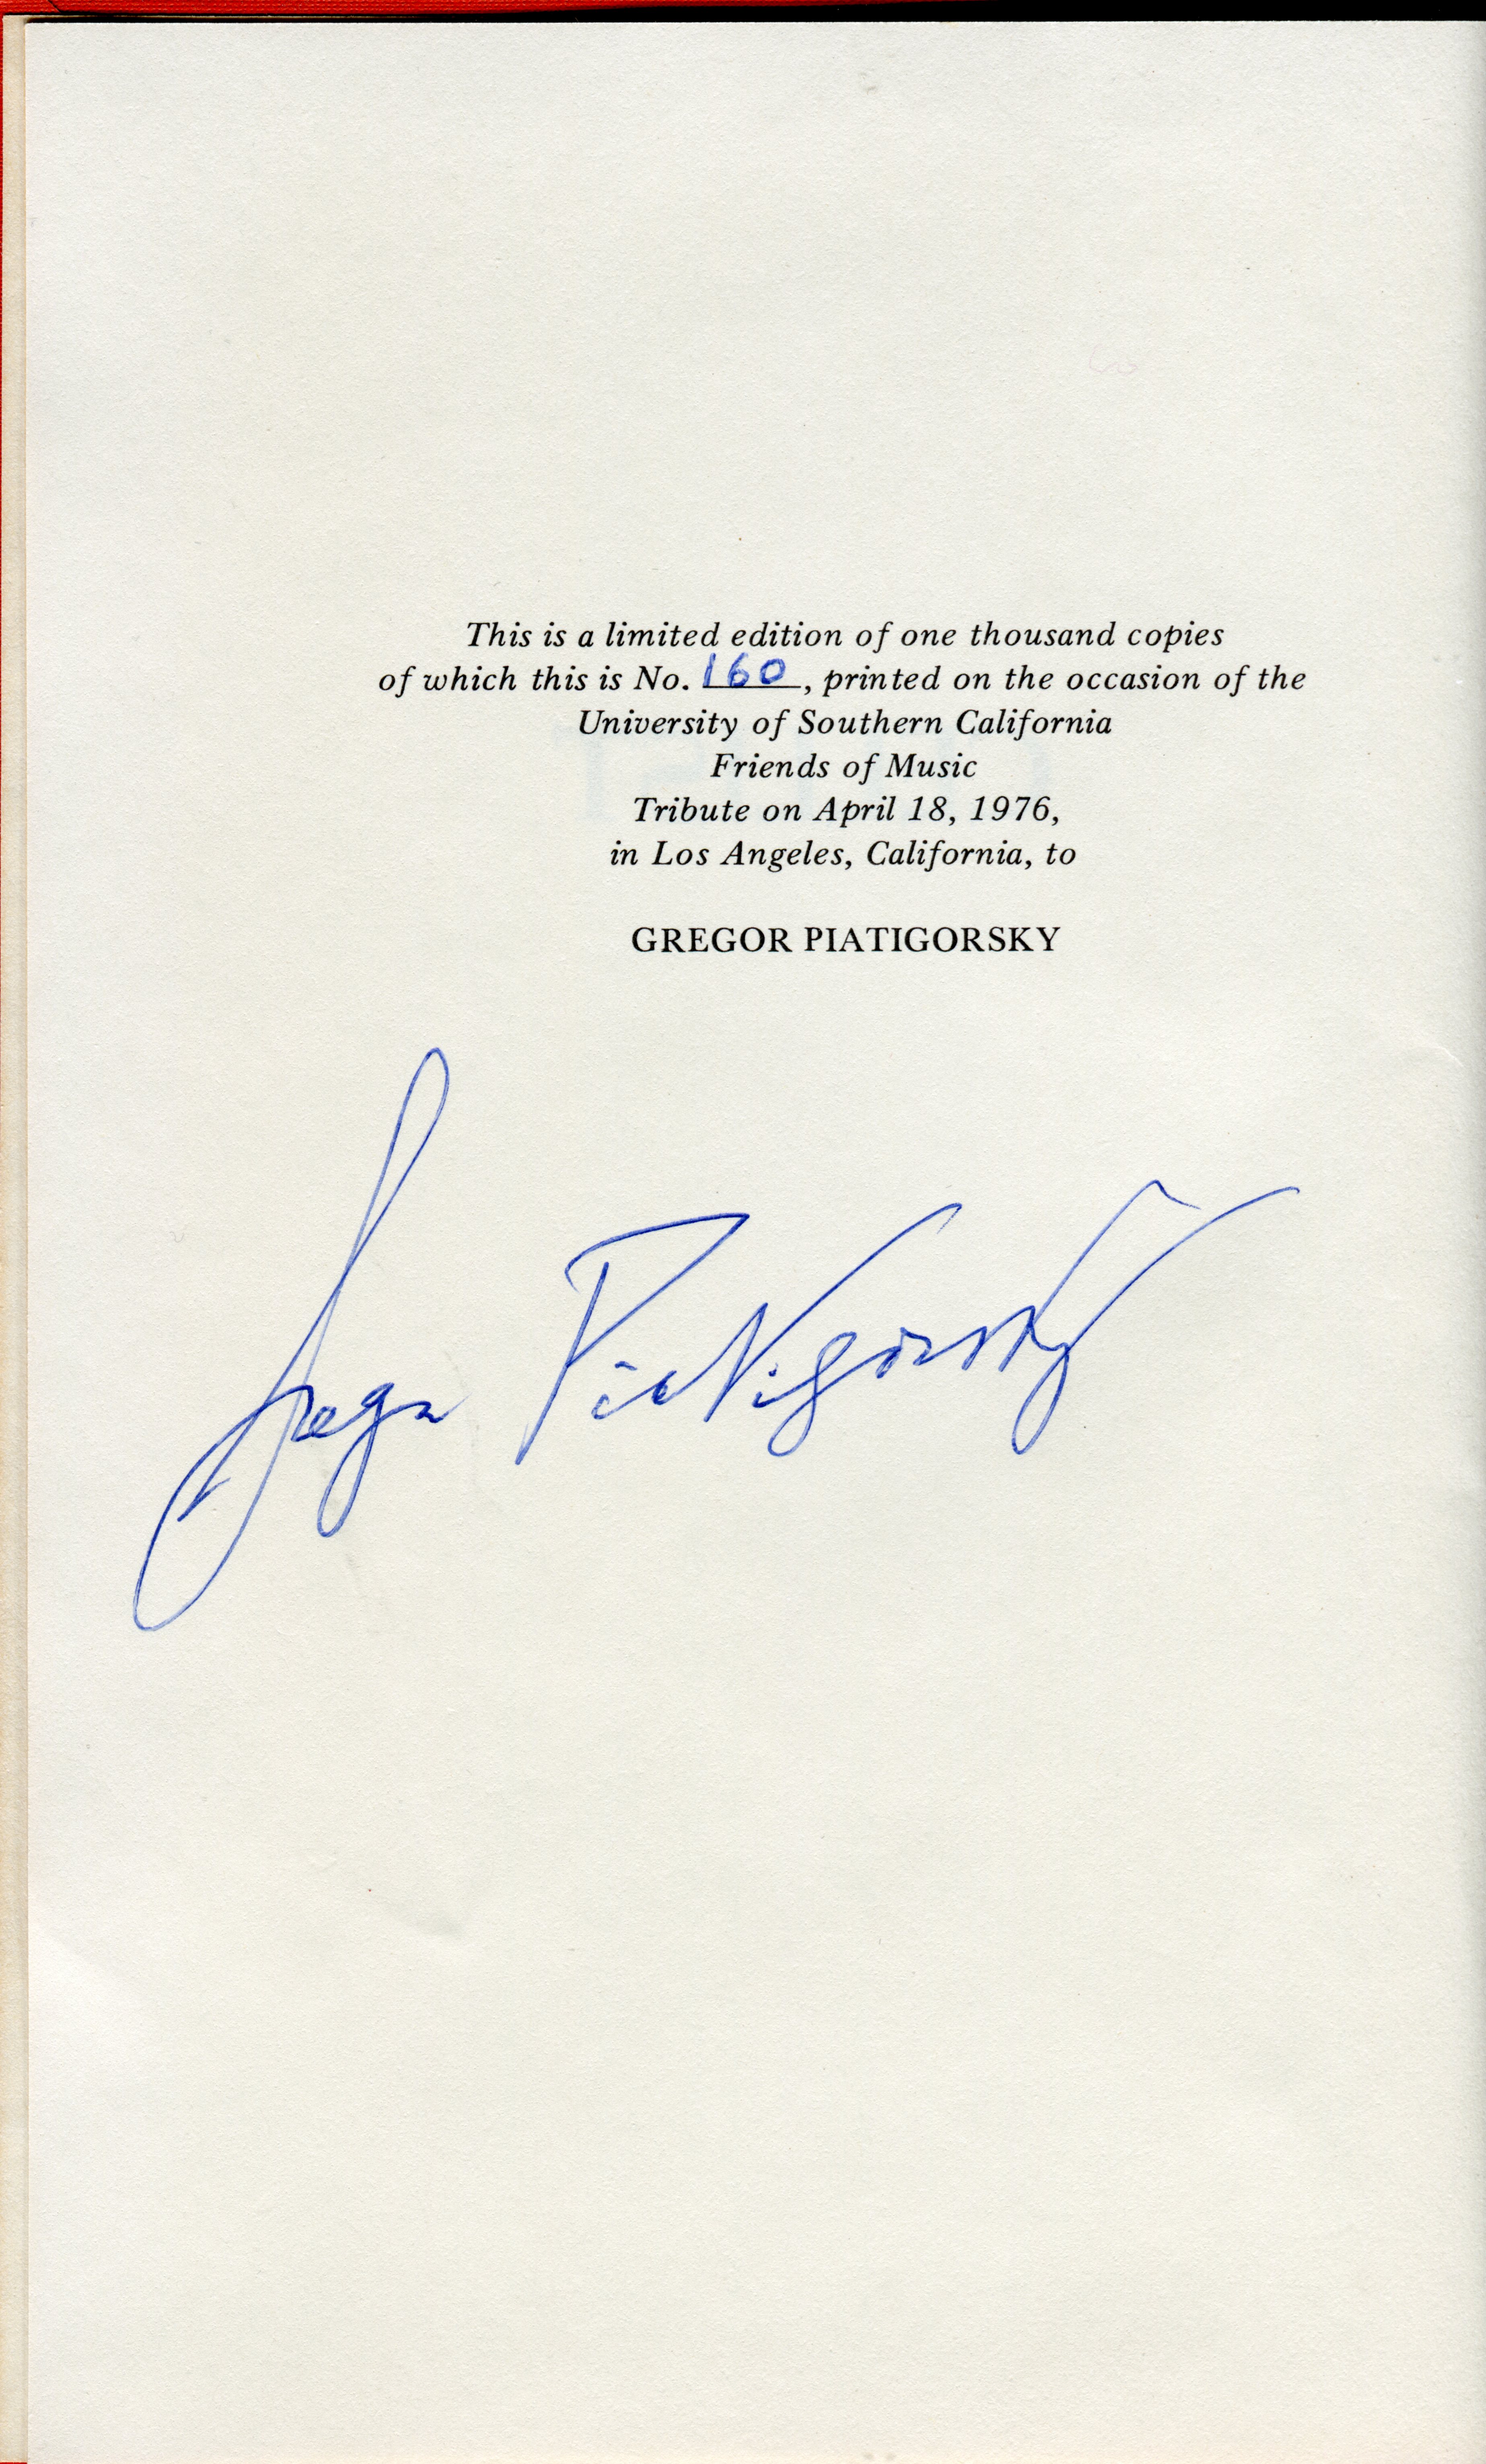 This is a limited edition of one thousand copies
of which this is No. 160, printed on the occasion of the
University of Southern California
Friends of Music
Tribute on April 18, 1976,
in Los Angeles, California, to
GREGOR PIATIGORSKY
Gregor Piatigorsky